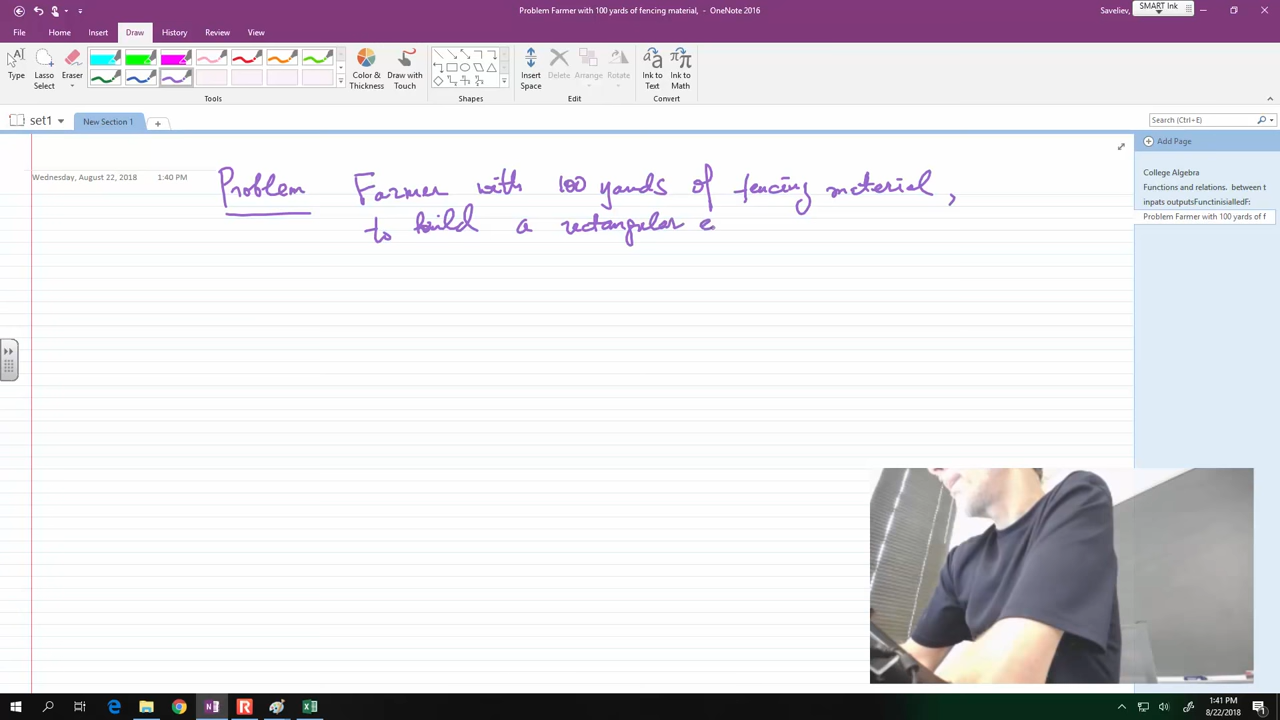 Problem Farmer with 100 yards of fencing material, - OneNote 2016
Saveliev,
SMART Ink
File Home Insert Draw History Review View
Type
Lasso Select
Eraser
Color & Thickness
Draw with Touch
Insert Space
Delete
Arrange
Rotate
Ink to Text
Ink to Math
Tools
Shapes
Edit
Convert
set1
New Section 1
Search (Ctrl+E)
Wednesday, August 22, 2018 1:40 PM
Problem Farmer with 100 yards of fencing material,
to build a rectangular e
Add Page
College Algebra
Functions and relations. between t
inpats outputsFunctinisialledF:
Problem Farmer with 100 yards of f
1:41 PM
8/22/2018